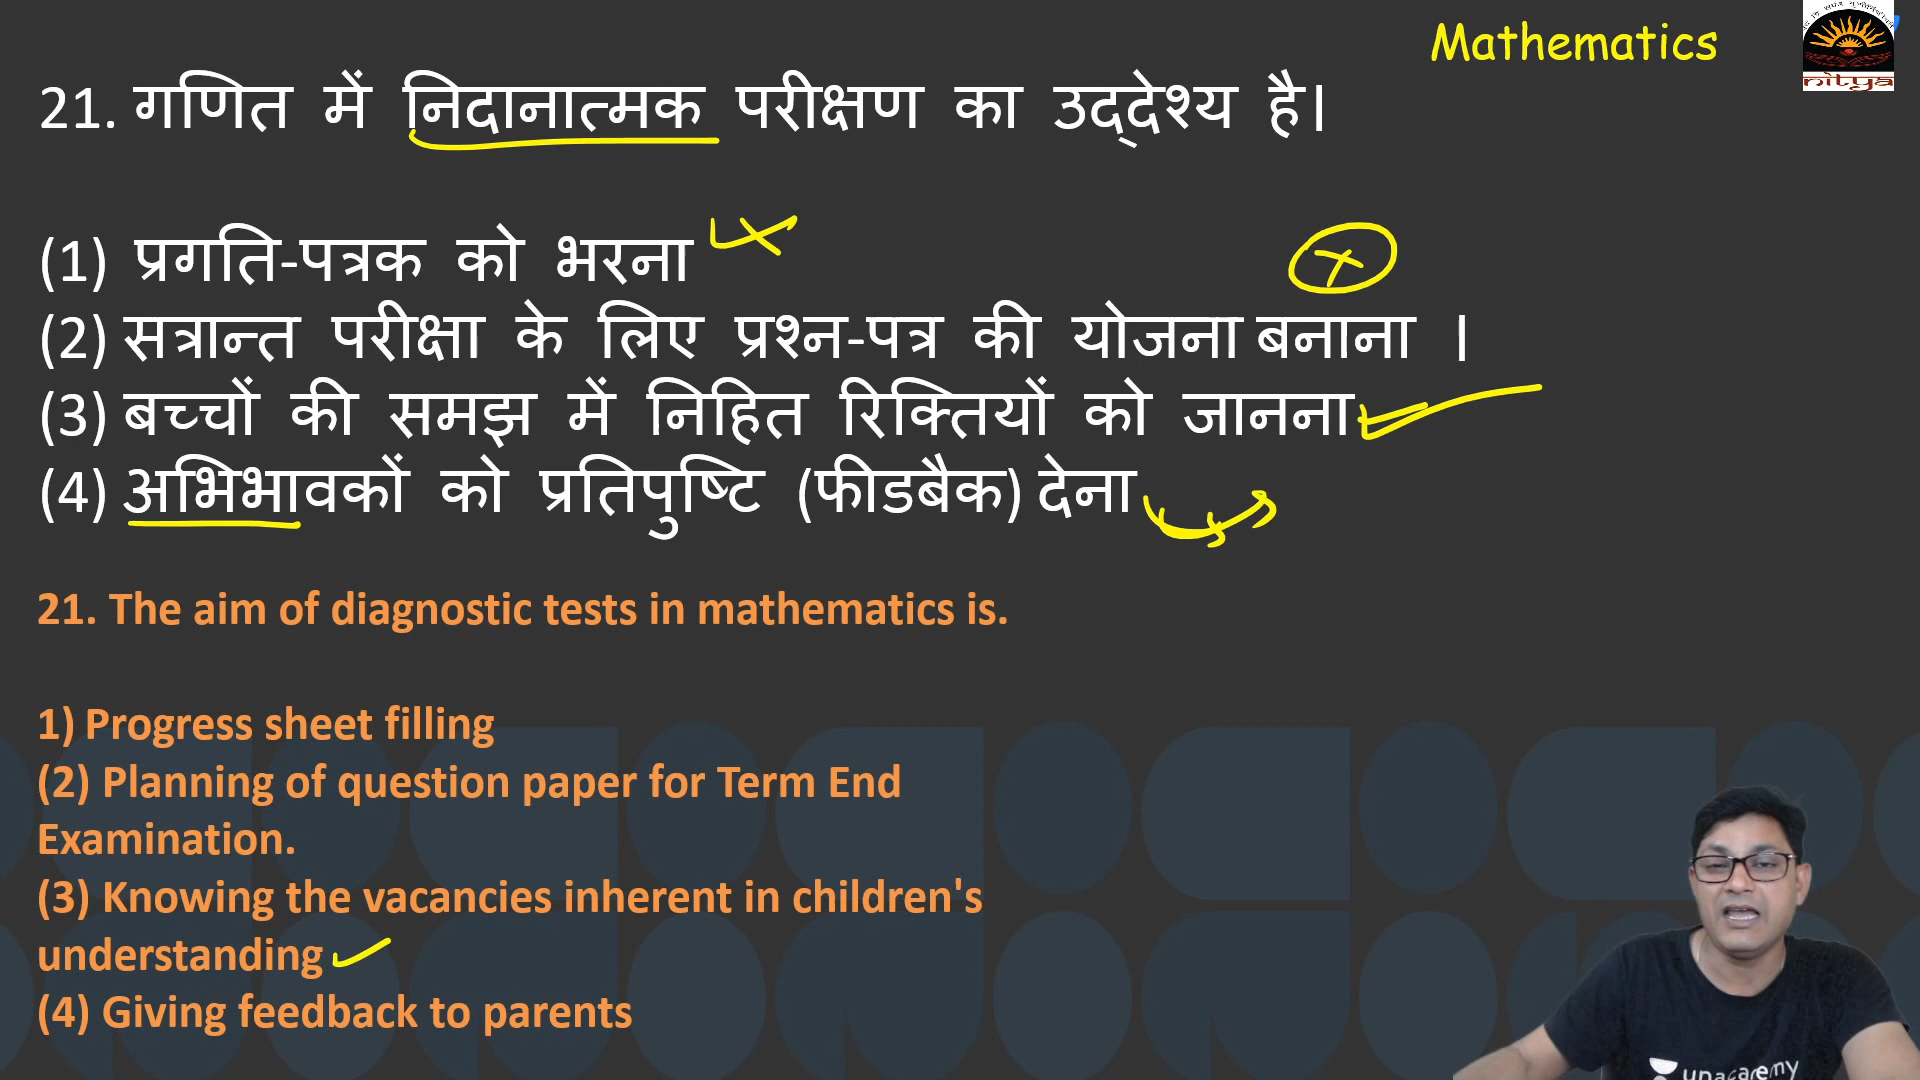 Mathematics
nitya
21. गणित में निदानात्मक परीक्षण का उद्देश्य है।
(1) प्रगति-पत्रक को भरना
(2) सत्रान्त परीक्षा के लिए प्रश्न-पत्र की योजना बनाना ।
(3) बच्चों की समझ में निहित रिक्तियों को जानना
(4) अभिभावकों को प्रतिपुष्टि (फीडबैक) देना
21. The aim of diagnostic tests in mathematics is.
1) Progress sheet filling
(2) Planning of question paper for Term End
Examination.
(3) Knowing the vacancies inherent in children's
understanding
(4) Giving feedback to parents
unacademy